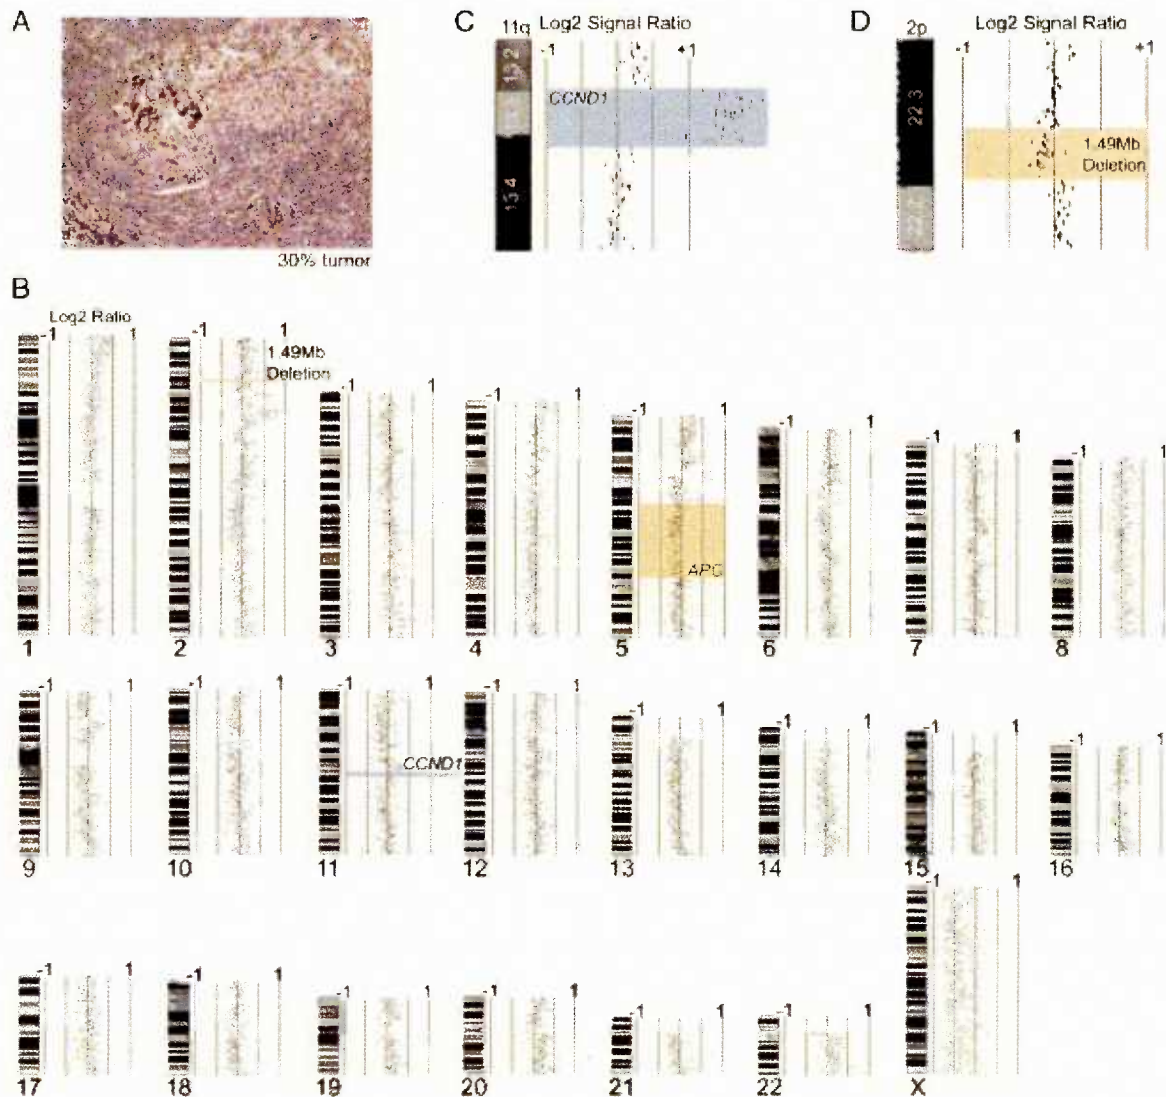 A
30% tumor
C
11q
Log2 Signal Ratio
-1
+1
CCND1
13.4
D
2p
Log2 Signal Ratio
-1
+1
22.3
1.49Mb
Deletion
B
Log2 Ratio
-1 1
-1 1
1.49Mb
Deletion
-1 1
-1 1
-1 1
APC
-1 1
-1 1
-1 1
1 2 3 4 5 6 7 8
-1 1
-1 1
-1 1
CCND1
-1 1
-1 1
-1 1
-1 1
-1 1
9 10 11 12 13 14 15 16
-1 1
-1 1
-1 1
-1 1
-1 1
-1 1
-1 1
17 18 19 20 21 22 X